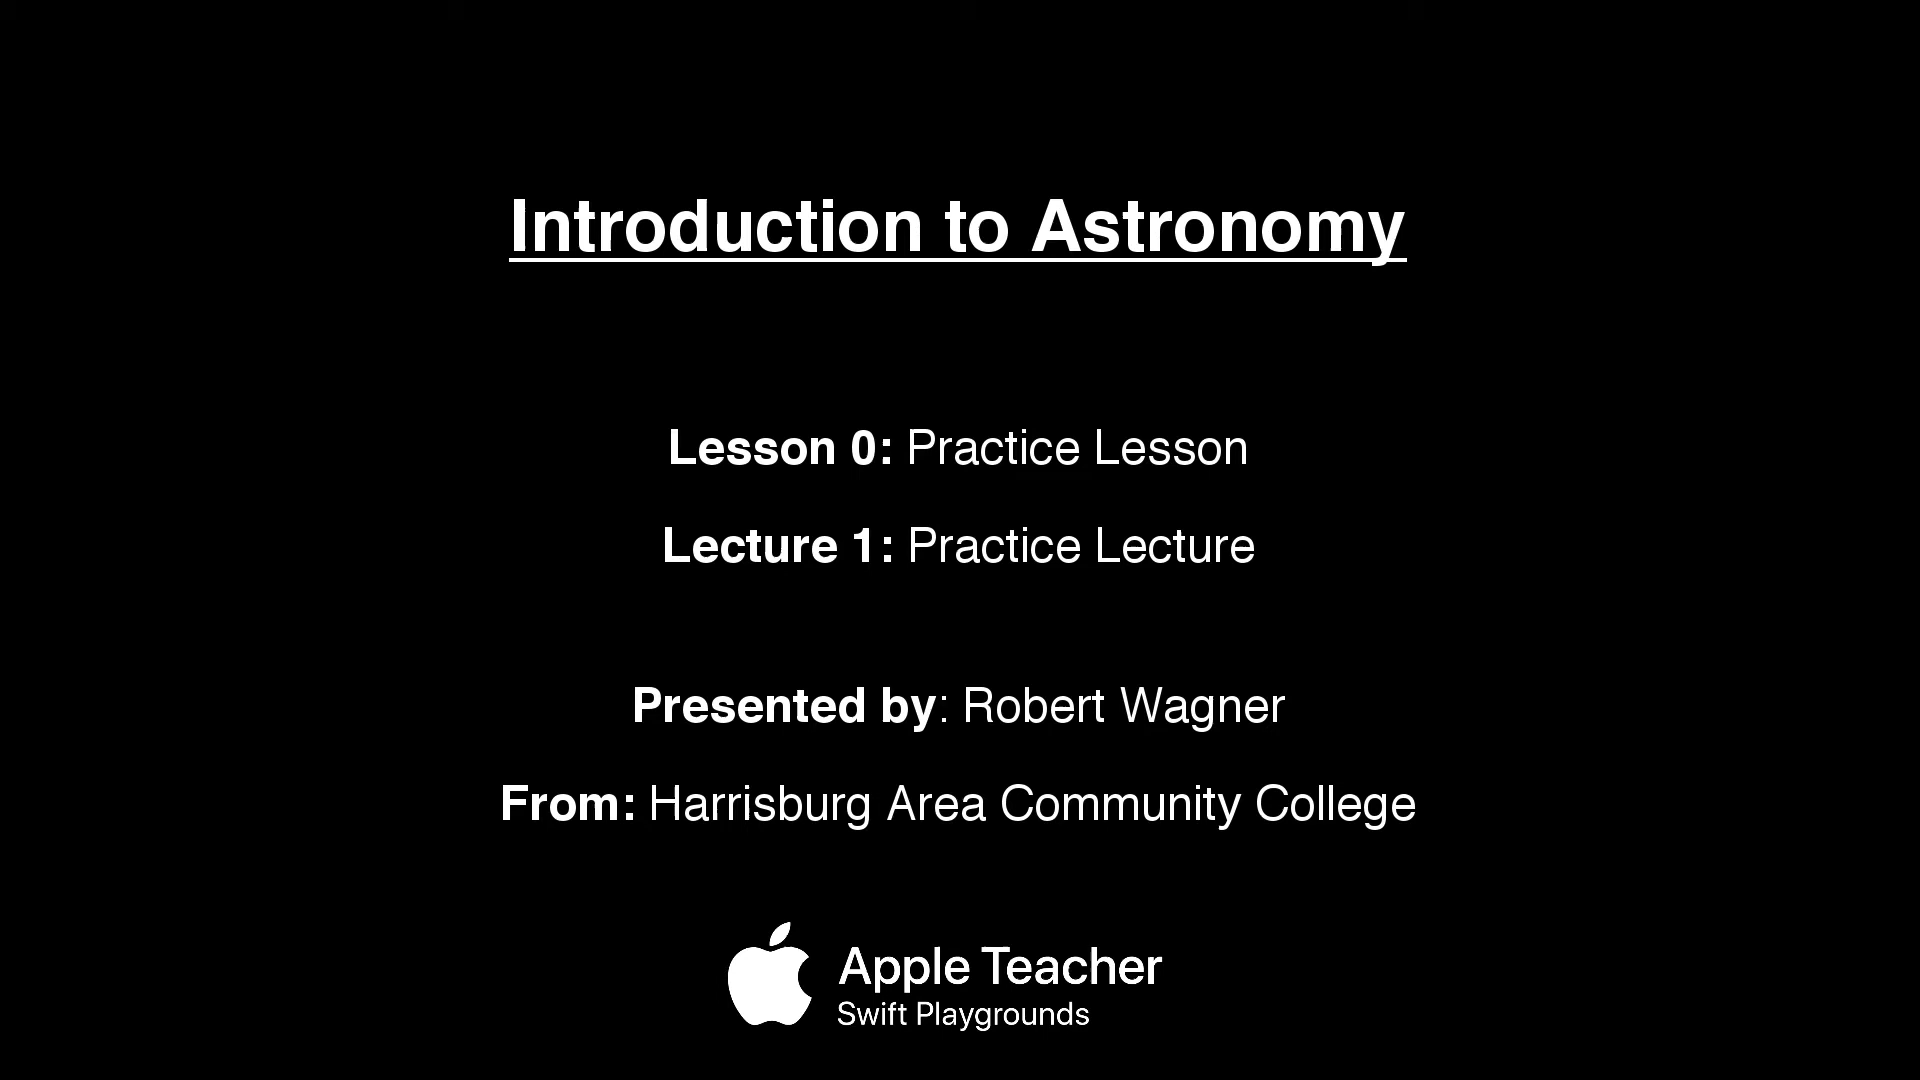 Introduction to Astronomy
Lesson 0: Practice Lesson
Lecture 1: Practice Lecture
Presented by: Robert Wagner
From: Harrisburg Area Community College
Apple Teacher
Swift Playgrounds